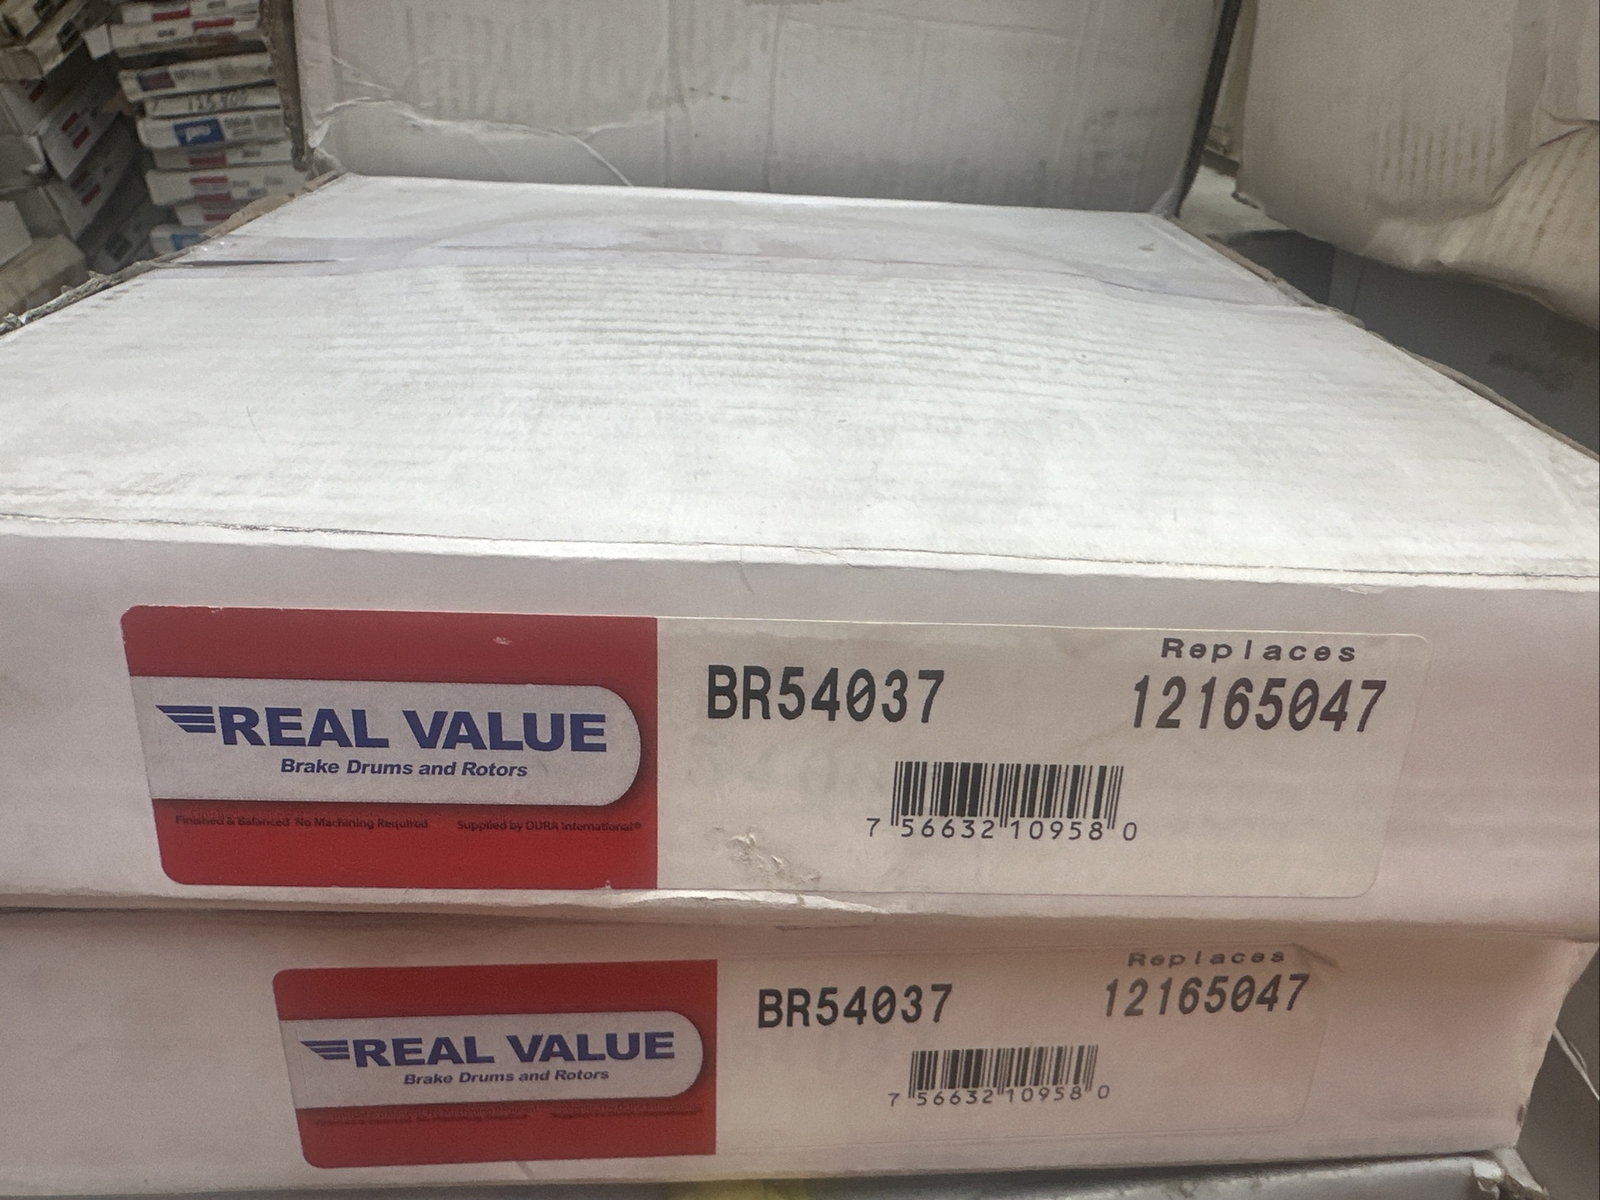 REAL VALUE
Brake Drums and Rotors
Finished & Balanced No Machining Required Supplied by DURA International®
BR54037
Replaces
12165047
7 56632 10958 0
REAL VALUE
Brake Drums and Rotors
BR54037
Replaces
12165047
7 56632 10958 0